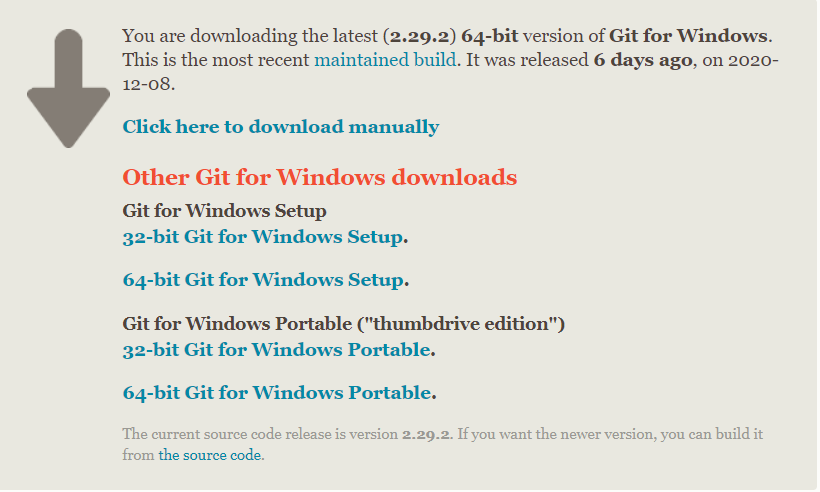 You are downloading the latest (2.29.2) 64-bit version of Git for Windows.
This is the most recent maintained build. It was released 6 days ago, on 2020-
12-08.
Click here to download manually
Other Git for Windows downloads
Git for Windows Setup
32-bit Git for Windows Setup.
64-bit Git for Windows Setup.
Git for Windows Portable ("thumbdrive edition")
32-bit Git for Windows Portable.
64-bit Git for Windows Portable.
The current source code release is version 2.29.2. If you want the newer version, you can build it
from the source code.